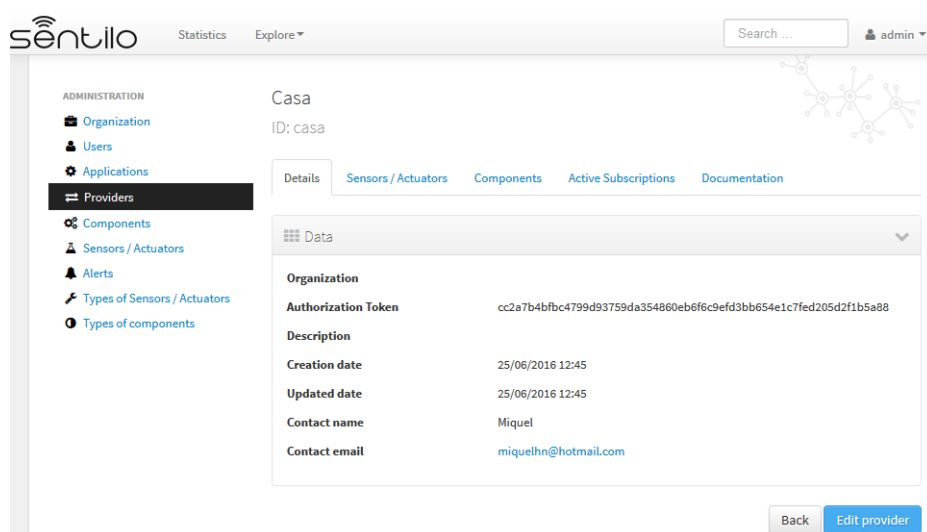 sentilo
Statistics
Explore
Search ...
admin
ADMINISTRATION
Organization
Users
Applications
Providers
Components
Sensors / Actuators
Alerts
Types of Sensors / Actuators
Types of components
Casa
ID: casa
Details Sensors / Actuators Components Active Subscriptions Documentation
Data
Organization
Authorization Token cc2a7b4bfbc4799d93759da354860eb6f6c9efd3bb654e1c7fed205d2f1b5a88
Description
Creation date 25/06/2016 12:45
Updated date 25/06/2016 12:45
Contact name Miquel
Contact email miquelhn@hotmail.com
Back Edit provider